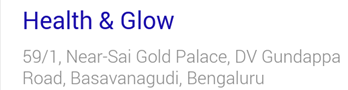 Health & Glow
59/1, Near-Sai Gold Palace, DV Gundappa
Road, Basavanagudi, Bengaluru